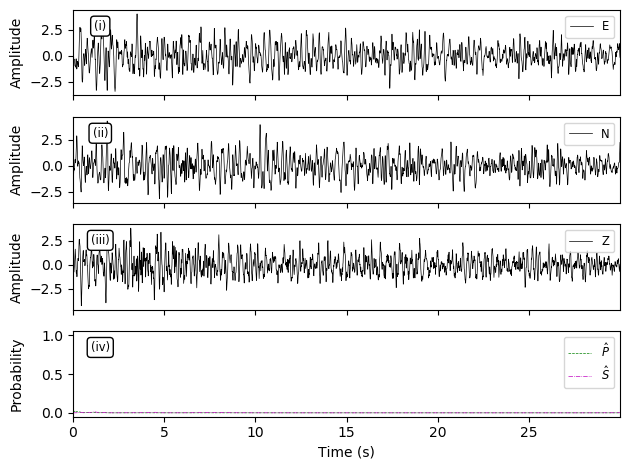 Amplitude
2.5
0.0
−2.5
(i)
E
Amplitude
2.5
0.0
−2.5
(ii)
N
Amplitude
2.5
0.0
−2.5
(iii)
Z
Probability
1.0
0.5
0.0
(iv)
P̂
Ŝ
0 5 10 15 20 25
Time (s)